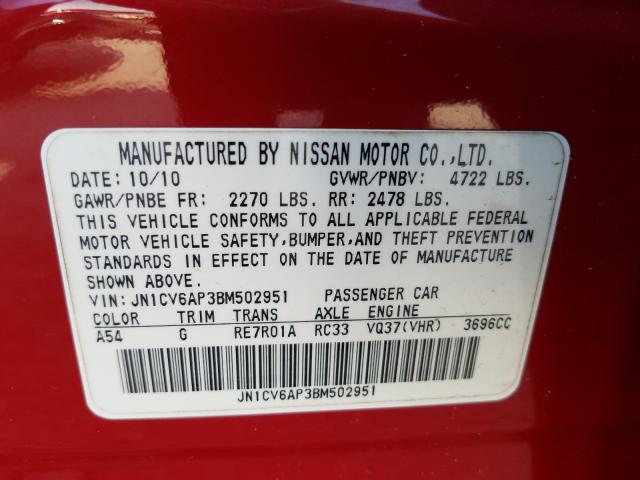 MANUFACTURED BY NISSAN MOTOR CO.,LTD.
DATE: 10/10 GVWR/PNBV: 4722 LBS.
GAWR/PNBE FR: 2270 LBS. RR: 2478 LBS.
THIS VEHICLE CONFORMS TO ALL APPLICABLE FEDERAL
MOTOR VEHICLE SAFETY,BUMPER,AND THEFT PREVENTION
STANDARDS IN EFFECT ON THE DATE OF MANUFACTURE
SHOWN ABOVE.
VIN: JN1CV6AP3BM502951 PASSENGER CAR
COLOR TRIM TRANS AXLE ENGINE
A54 G RE7R01A RC33 VQ37(VHR) 3696CC
JN1CV6AP3BM502951